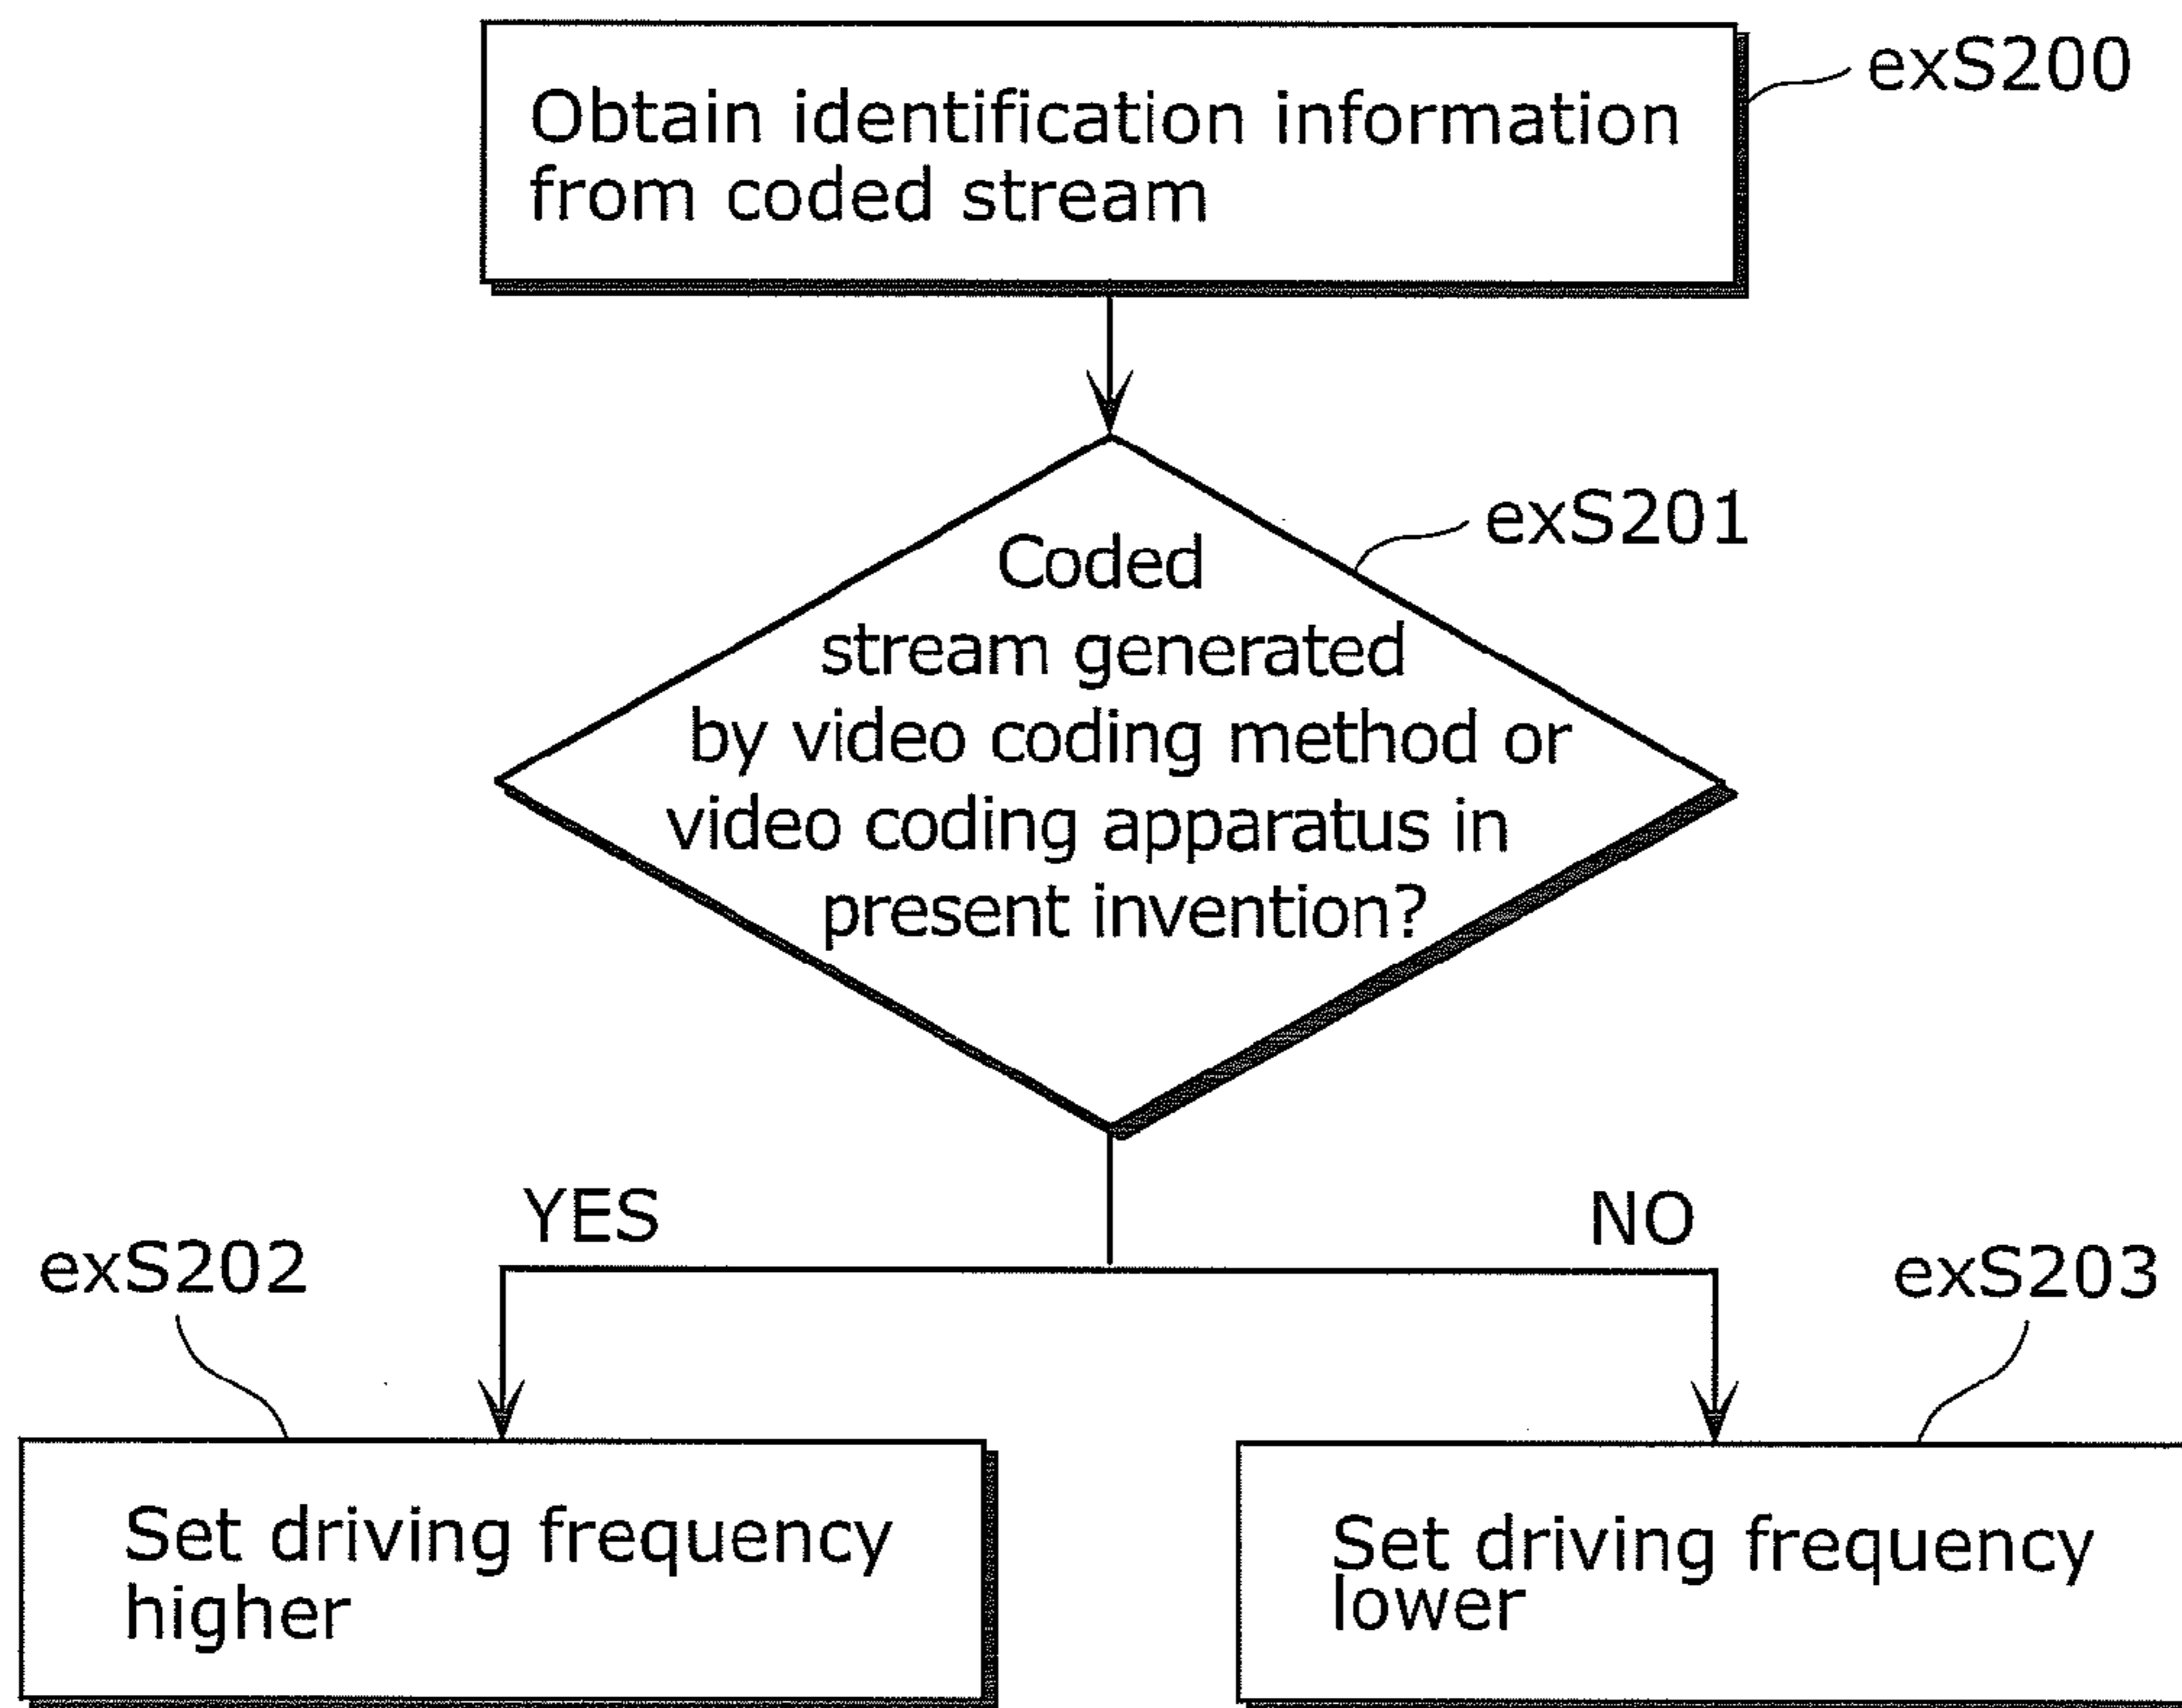 Obtain identification information
from coded stream
exS200
exS201
Coded
stream generated
by video coding method or
video coding apparatus in
present invention?
YES
NO
exS202
exS203
Set driving frequency
higher
Set driving frequency
lower